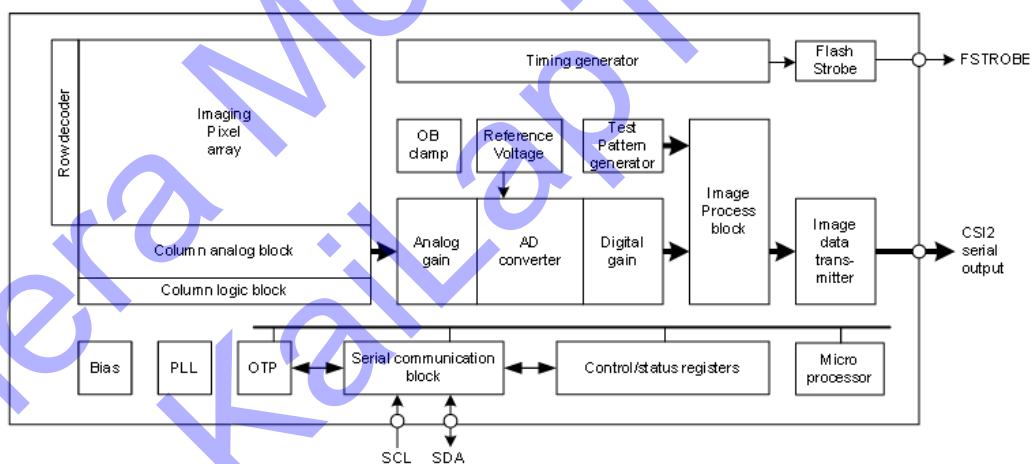 Timing generator
Flash
Strobe
FSTROBE
Row decoder
Imaging
Pixel
array
OB
clamp
Reference
Voltage
Test
Pattern
generator
Image
Process
block
Column analog block
Column logic block
Analog
gain
AD
converter
Digital
gain
Image
data
trans-
mitter
CSI2
serial
output
Bias
PLL
OTP
Serial communication
block
Control/status registers
Micro
processor
SCL
SDA
KaiLap T